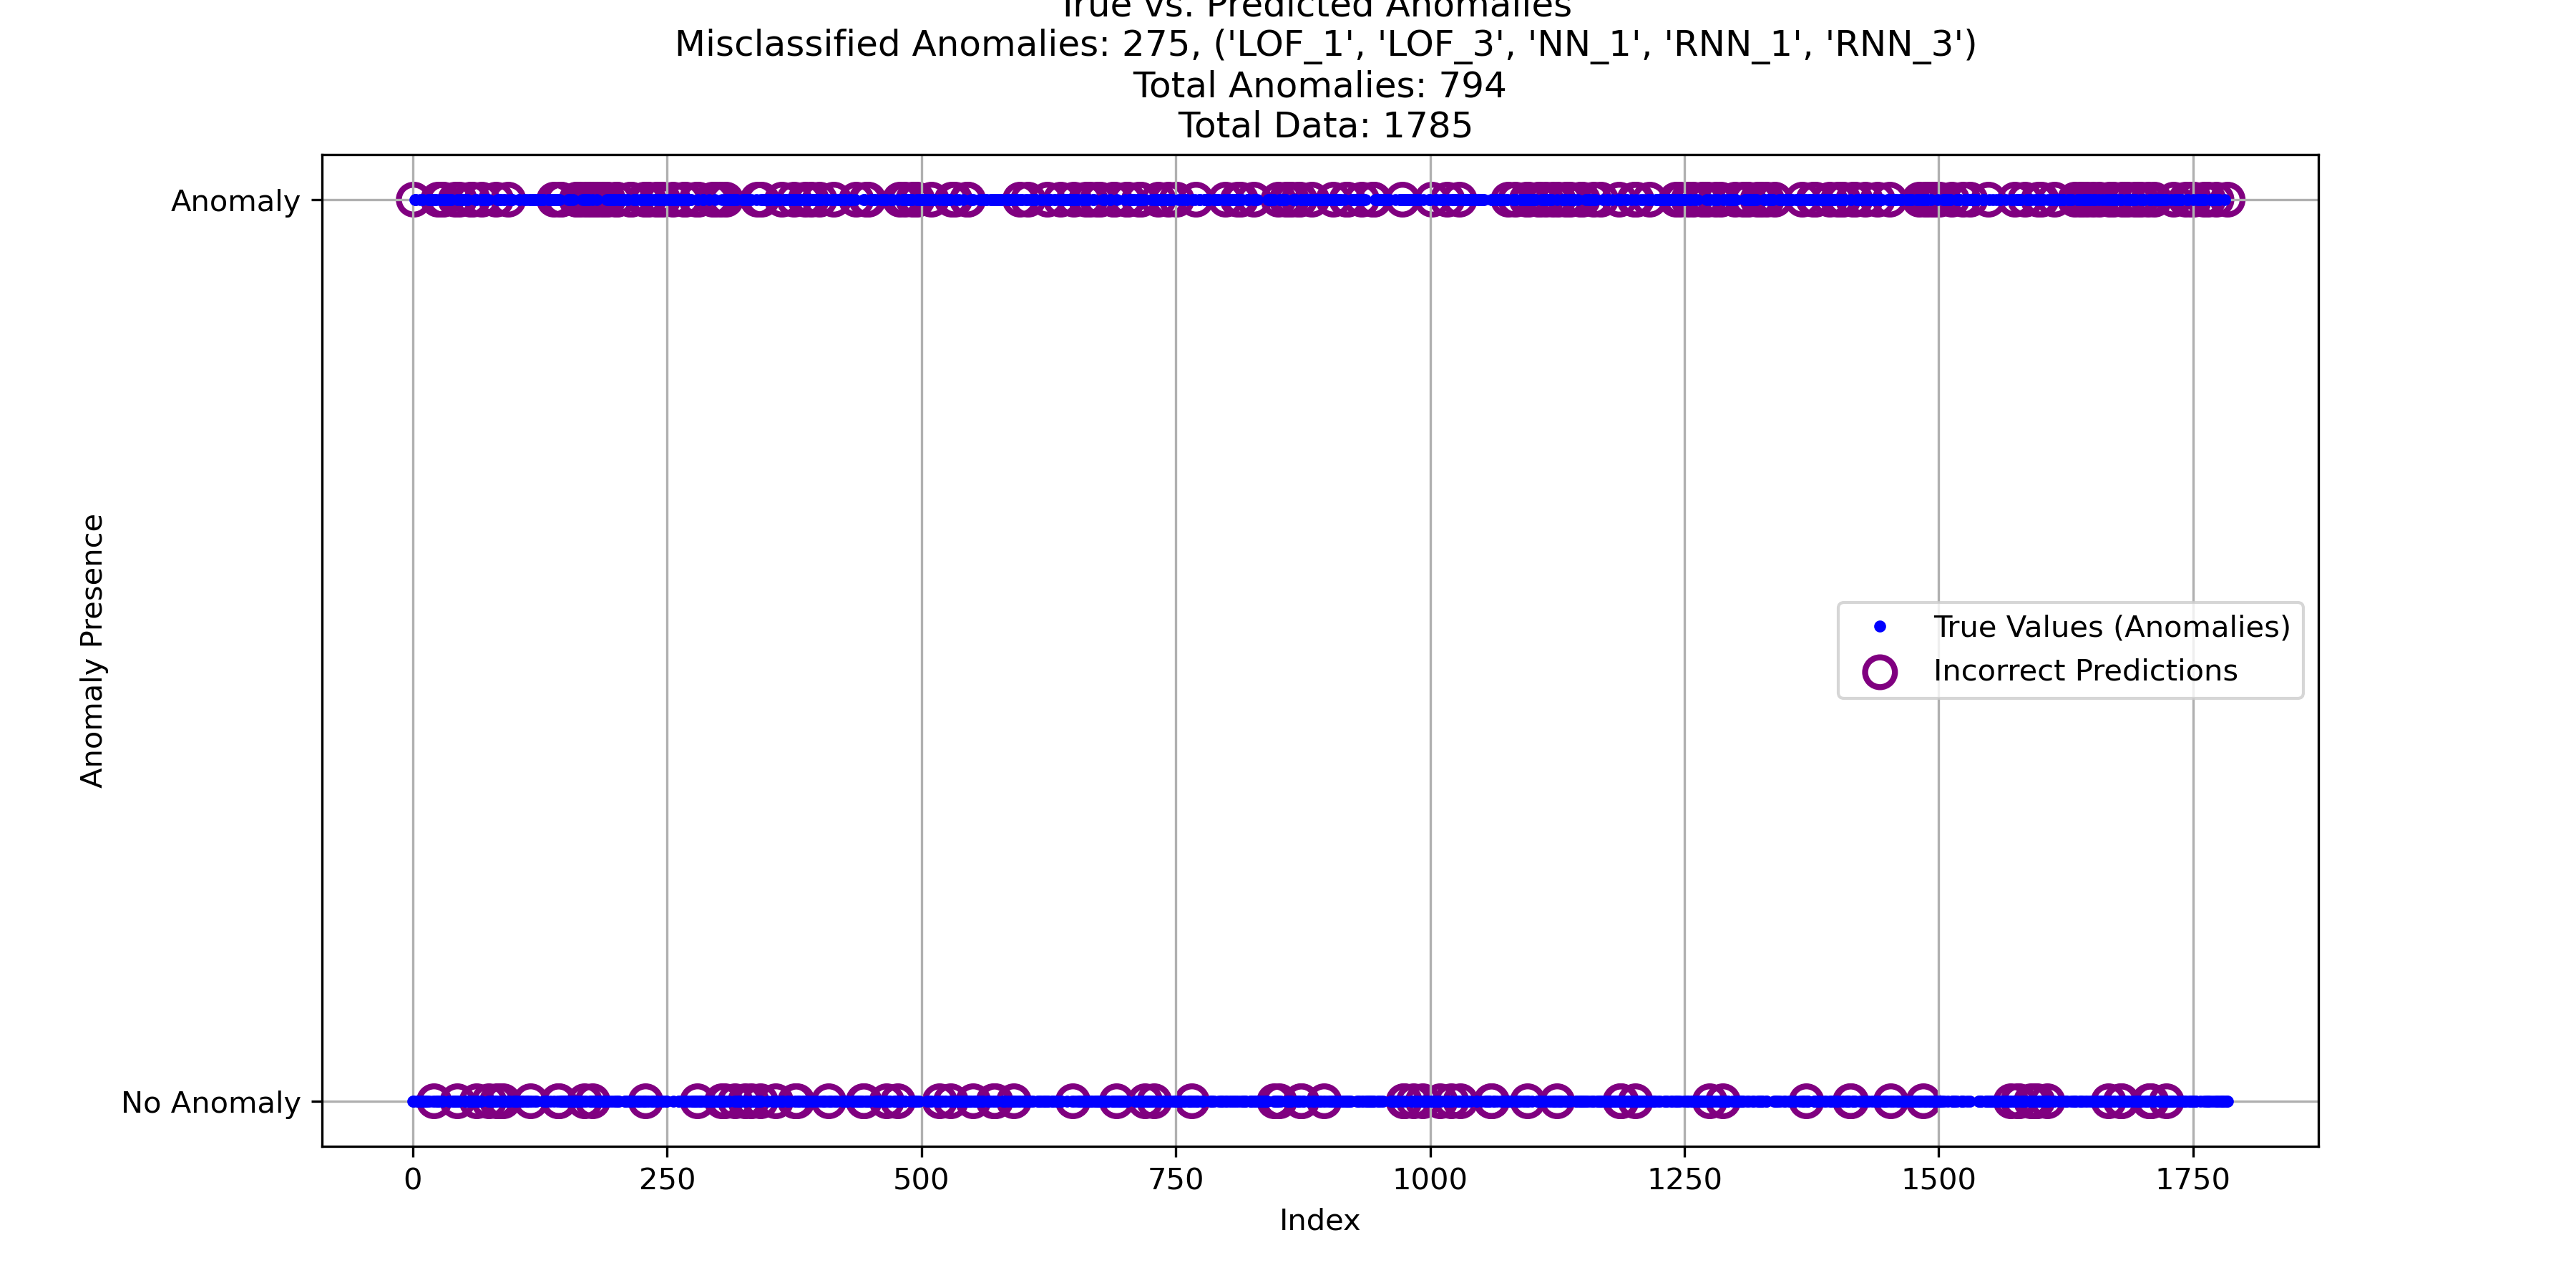 True vs. Predicted Anomalies
Misclassified Anomalies: 275, ('LOF_1', 'LOF_3', 'NN_1', 'RNN_1', 'RNN_3')
Total Anomalies: 794
Total Data: 1785
Anomaly
Anomaly Presence
True Values (Anomalies)
Incorrect Predictions
No Anomaly
0 250 500 750 1000 1250 1500 1750
Index